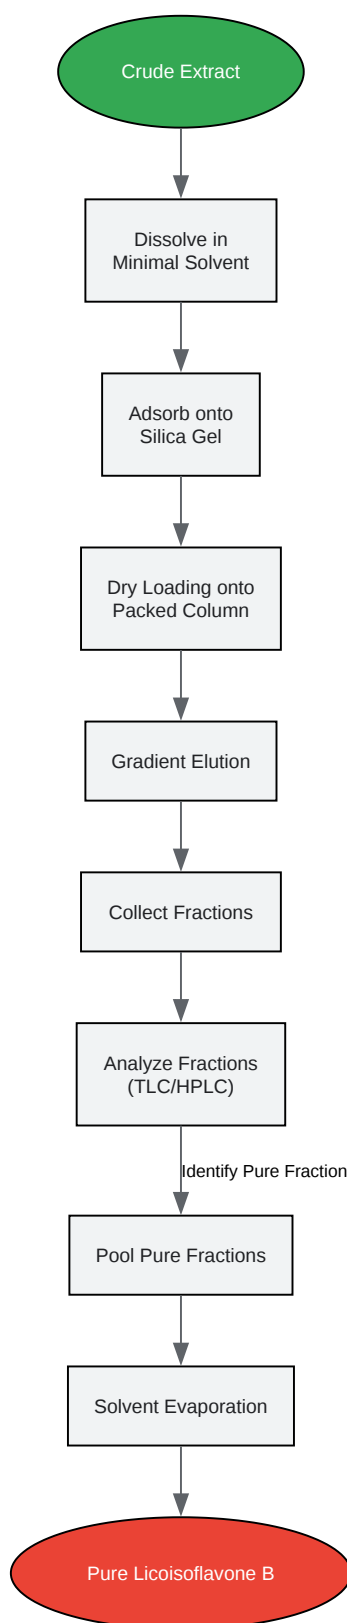 Crude Extract
Dissolve in
Minimal Solvent
Adsorb onto
Silica Gel
Dry Loading onto
Packed Column
Gradient Elution
Collect Fractions
Analyze Fractions
(TLC/HPLC)
Identify Pure Fraction
Pool Pure Fractions
Solvent Evaporation
Pure Licoisoflavone B